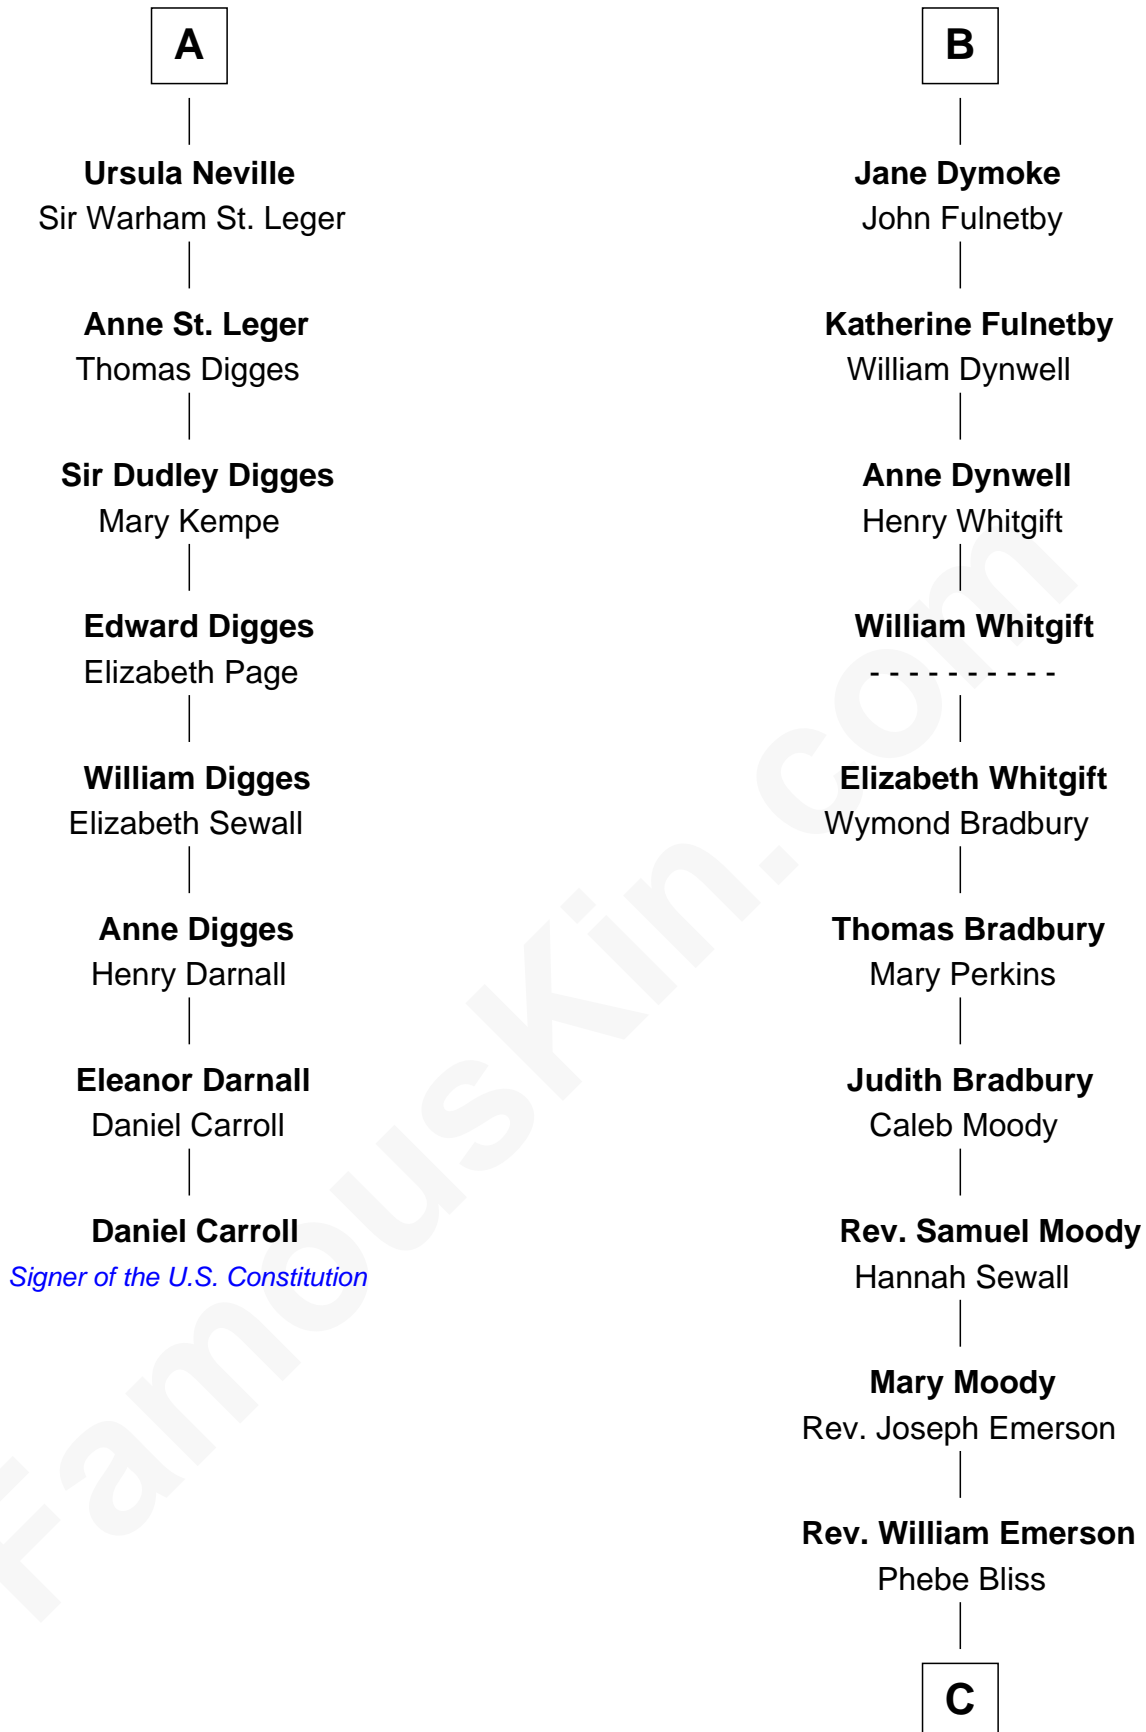 A
Ursula Neville
Sir Warham St. Leger
Anne St. Leger
Thomas Digges
Sir Dudley Digges
Mary Kempe
Edward Digges
Elizabeth Page
William Digges
Elizabeth Sewall
Anne Digges
Henry Darnall
Eleanor Darnall
Daniel Carroll
Daniel Carroll
Signer of the U.S. Constitution
B
Jane Dymoke
John Fulnetby
Katherine Fulnetby
William Dynwell
Anne Dynwell
Henry Whitgift
William Whitgift
- - - - - - - - - -
Elizabeth Whitgift
Wymond Bradbury
Thomas Bradbury
Mary Perkins
Judith Bradbury
Caleb Moody
Rev. Samuel Moody
Hannah Sewall
Mary Moody
Rev. Joseph Emerson
Rev. William Emerson
Phebe Bliss
C
FamousKin.com